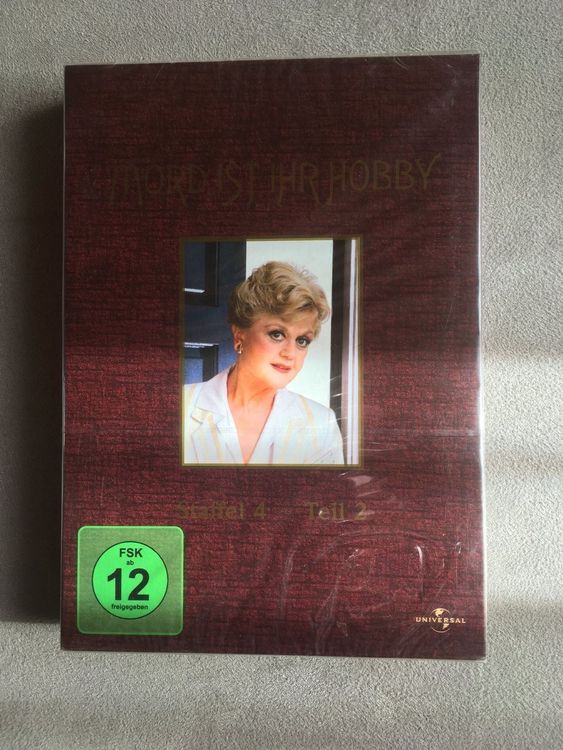 MORD IST IHR HOBBY
Staffel 4 Teil 2
FSK
ab
12
freigegeben
UNIVERSAL